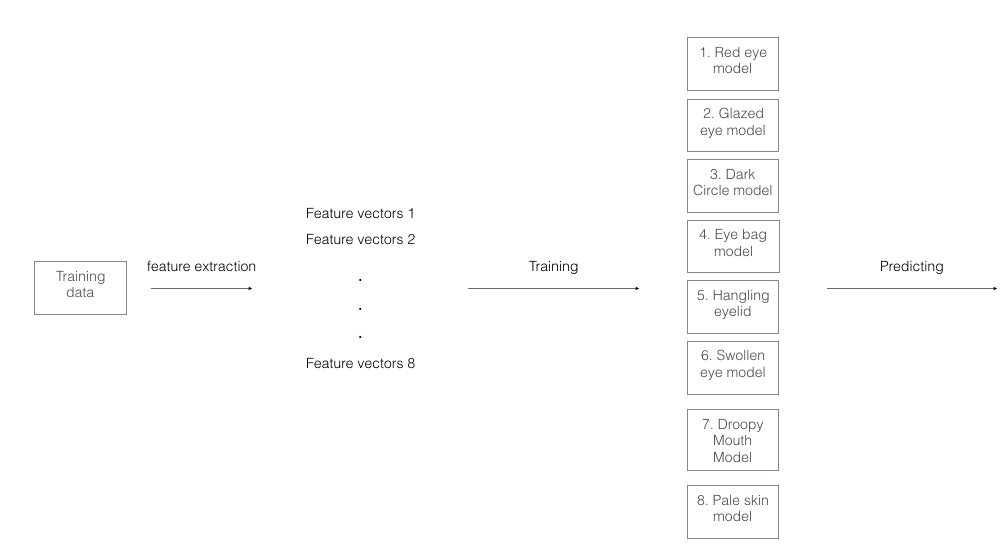 Training
data
feature extraction
Feature vectors 1
Feature vectors 2
.
.
.
Feature vectors 8
Training
1. Red eye
model
2. Glazed
eye model
3. Dark
Circle model
4. Eye bag
model
5. Hangling
eyelid
6. Swollen
eye model
7. Droopy
Mouth
Model
8. Pale skin
model
Predicting